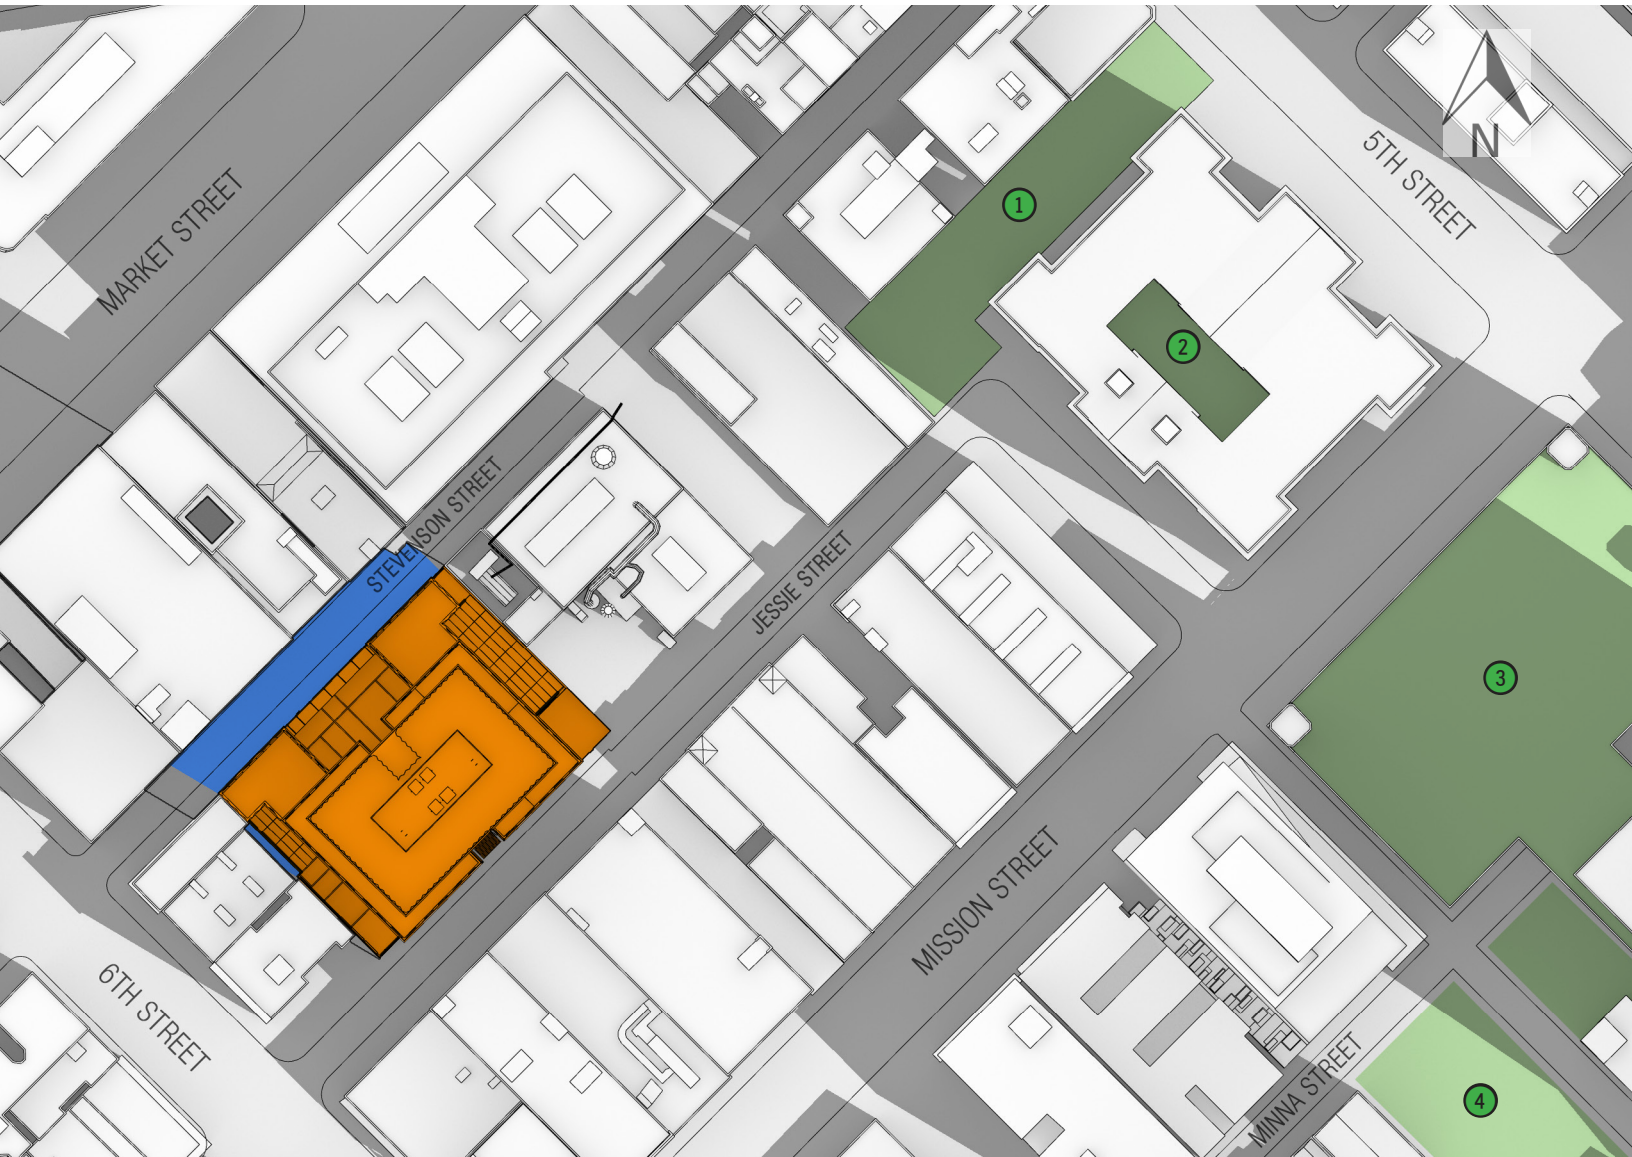 5TH STREET
N
MARKET STREET
1
2
STEVENSON STREET
JESSIE STREET
3
MISSION STREET
6TH STREET
MINNA STREET
4